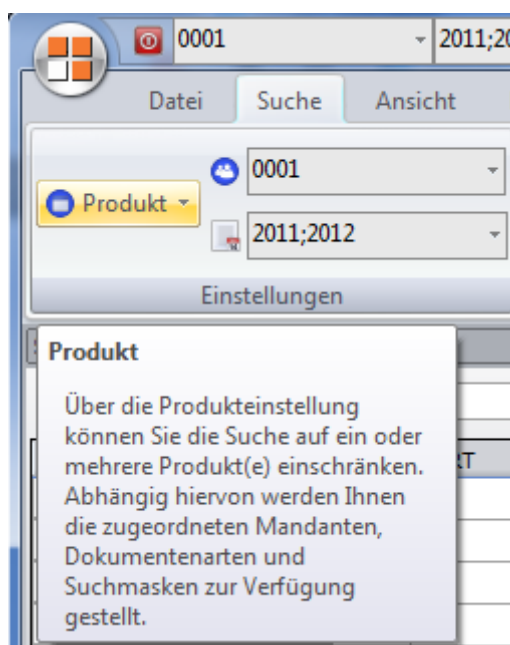 0001 2011;20
Datei Suche Ansicht
0001
Produkt
2011;2012
Einstellungen
Produkt
Über die Produkteinstellung
können Sie die Suche auf ein oder
mehrere Produkt(e) einschränken.
Abhängig hiervon werden Ihnen
die zugeordneten Mandanten,
Dokumentenarten und
Suchmasken zur Verfügung
gestellt.